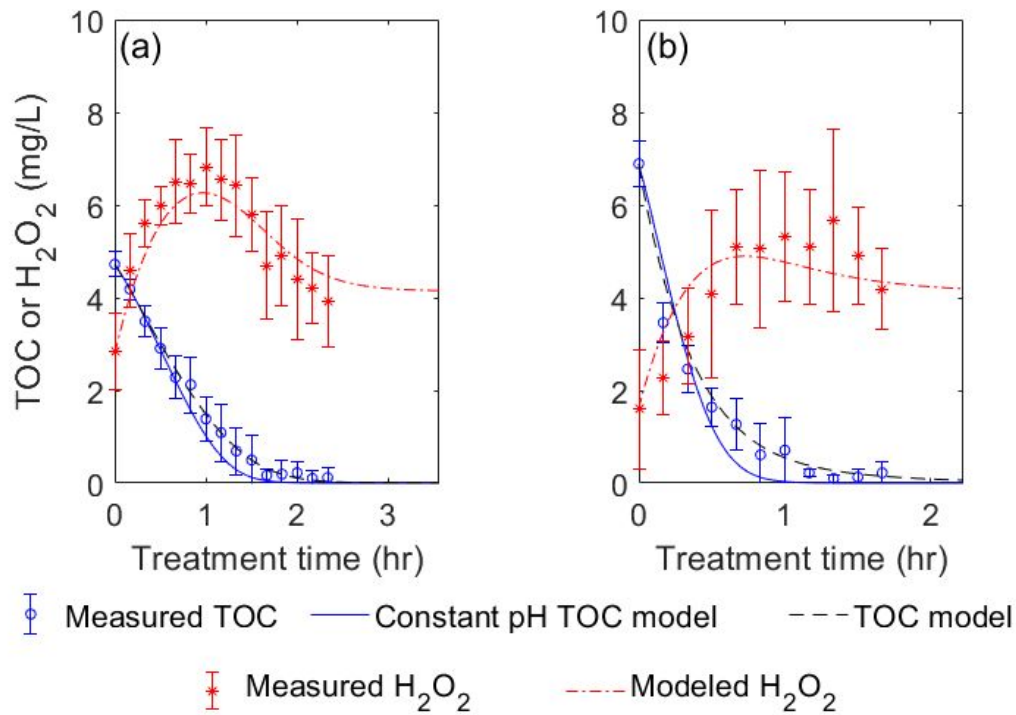 (a)
(b)
TOC or H₂O₂ (mg/L)
10
8
6
4
2
0
0 1 2 3
Treatment time (hr)
10
8
6
4
2
0
0 1 2
Treatment time (hr)
Measured TOC Constant pH TOC model TOC model
Measured H₂O₂ Modeled H₂O₂